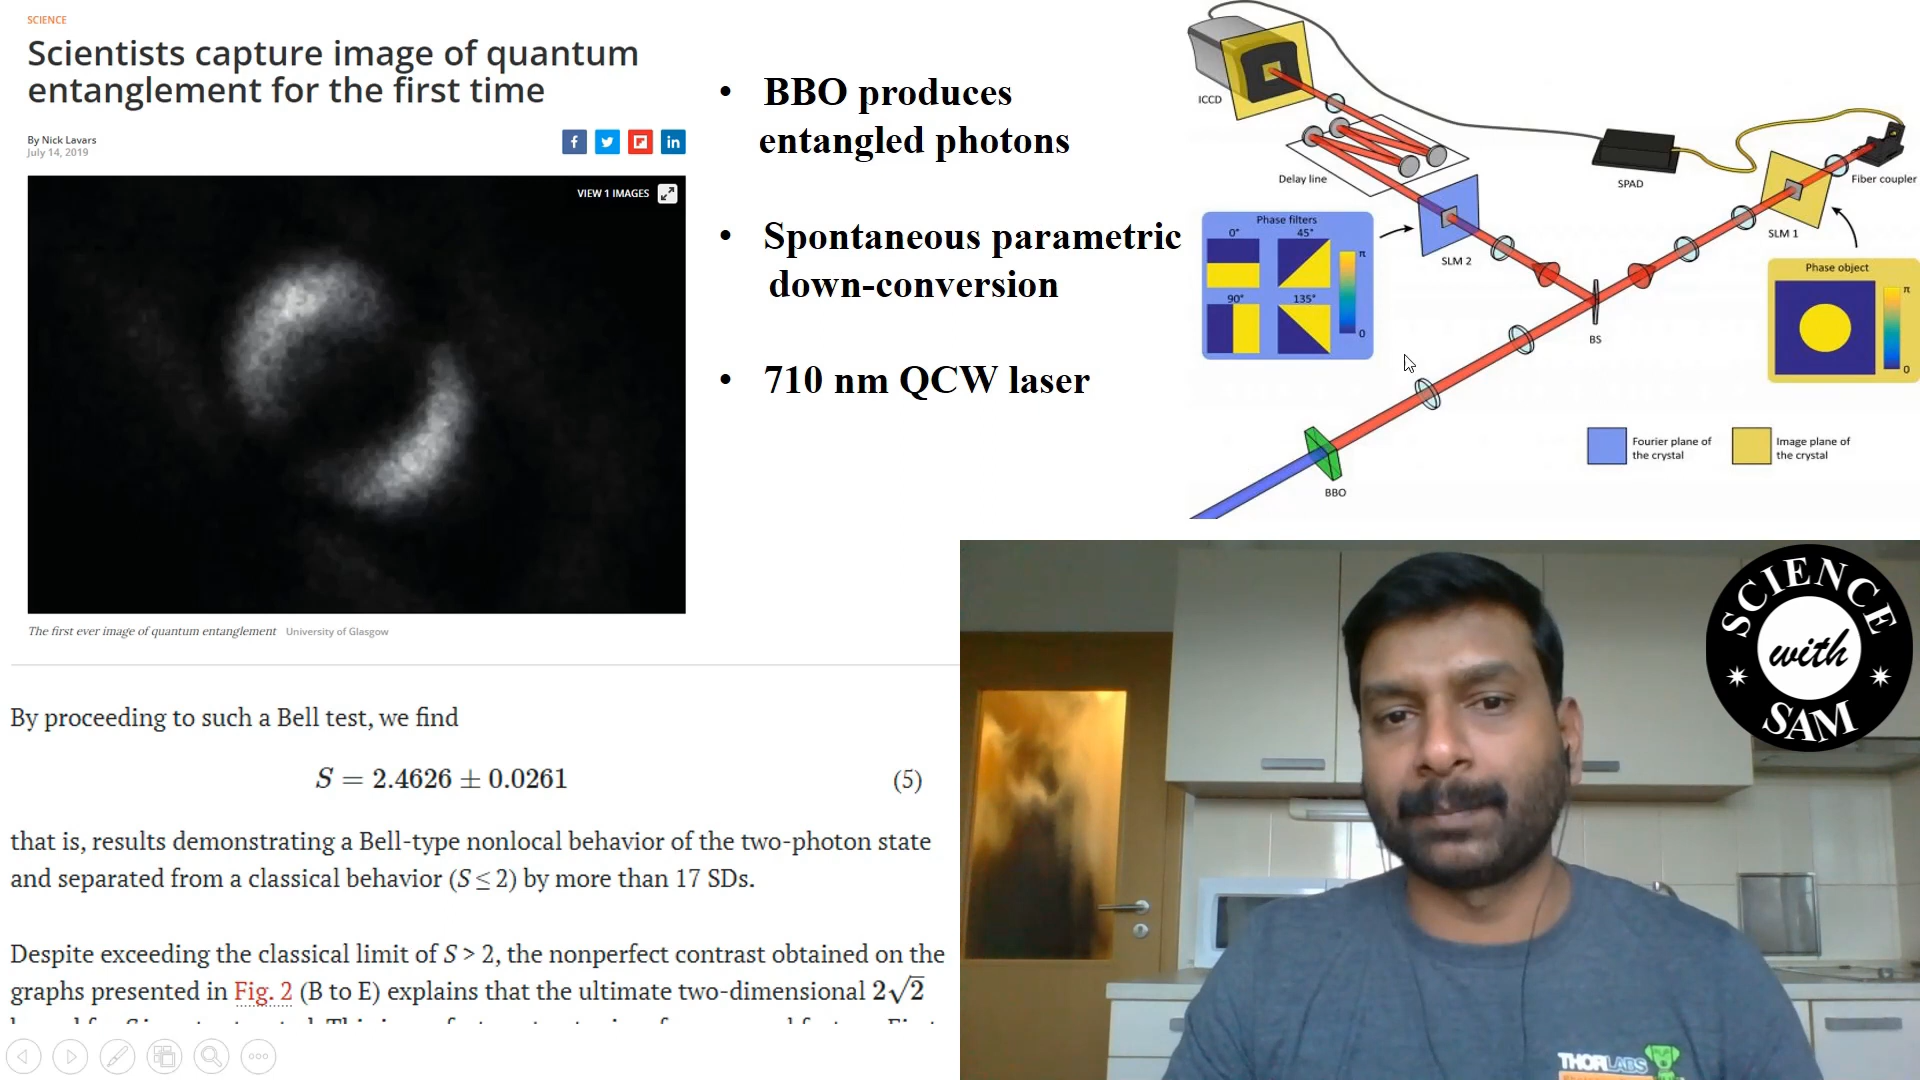 SCIENCE
Scientists capture image of quantum
entanglement for the first time
By Nick Lavars
July 14, 2019
f
in
VIEW 1 IMAGES
The first ever image of quantum entanglement University of Glasgow
• BBO produces
entangled photons
• Spontaneous parametric
down-conversion
• 710 nm QCW laser
ICCD
Delay line
SPAD
Fiber coupler
SLM 1
SLM 2
Phase filters
0° 45°
90° 135°
π
0
Phase object
π
0
BS
BBO
Fourier plane of
the crystal
Image plane of
the crystal
By proceeding to such a Bell test, we find
S = 2.4626 ± 0.0261 (5)
that is, results demonstrating a Bell-type nonlocal behavior of the two-photon state
and separated from a classical behavior (S ≤ 2) by more than 17 SDs.
Despite exceeding the classical limit of S > 2, the nonperfect contrast obtained on the
graphs presented in Fig. 2 (B to E) explains that the ultimate two-dimensional 2√2
SCIENCE
with
SAM
THORLABS